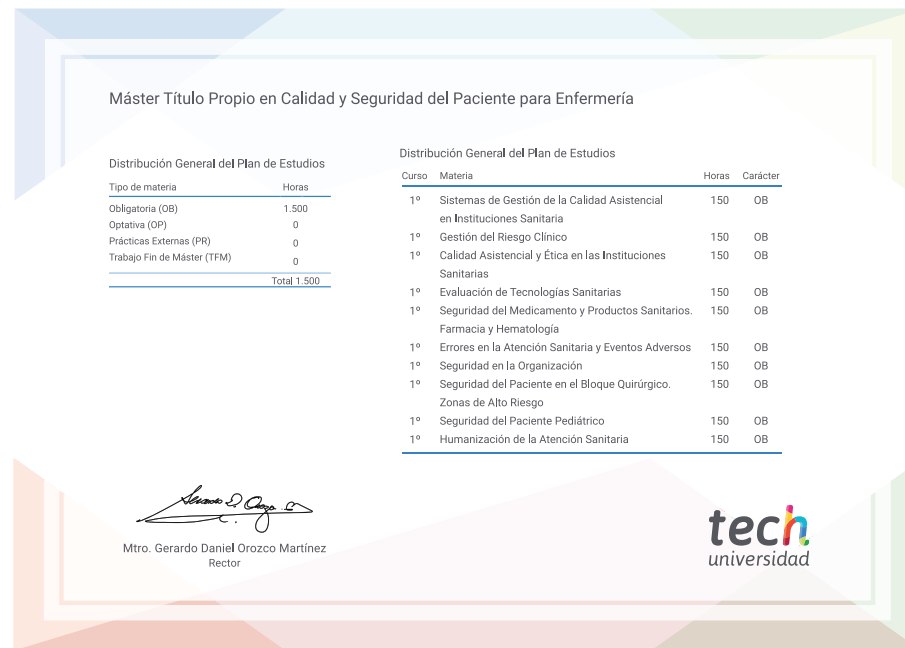 Máster Título Propio en Calidad y Seguridad del Paciente para Enfermería
Distribución General del Plan de Estudios
Tipo de materia Horas
Obligatoria (OB) 1.500
Optativa (OP) 0
Prácticas Externas (PR) 0
Trabajo Fin de Máster (TFM) 0
Total 1.500
Distribución General del Plan de Estudios
Curso Materia Horas Carácter
1º Sistemas de Gestión de la Calidad Asistencial 150 OB
en Instituciones Sanitaria
1º Gestión del Riesgo Clínico 150 OB
1º Calidad Asistencial y Ética en las Instituciones 150 OB
Sanitarias
1º Evaluación de Tecnologías Sanitarias 150 OB
1º Seguridad del Medicamento y Productos Sanitarios. 150 OB
Farmacia y Hematología
1º Errores en la Atención Sanitaria y Eventos Adversos 150 OB
1º Seguridad en la Organización 150 OB
1º Seguridad del Paciente en el Bloque Quirúrgico. 150 OB
Zonas de Alto Riesgo
1º Seguridad del Paciente Pediátrico 150 OB
1º Humanización de la Atención Sanitaria 150 OB
Mtro. Gerardo Daniel Orozco Martínez
Rector
tech
universidad